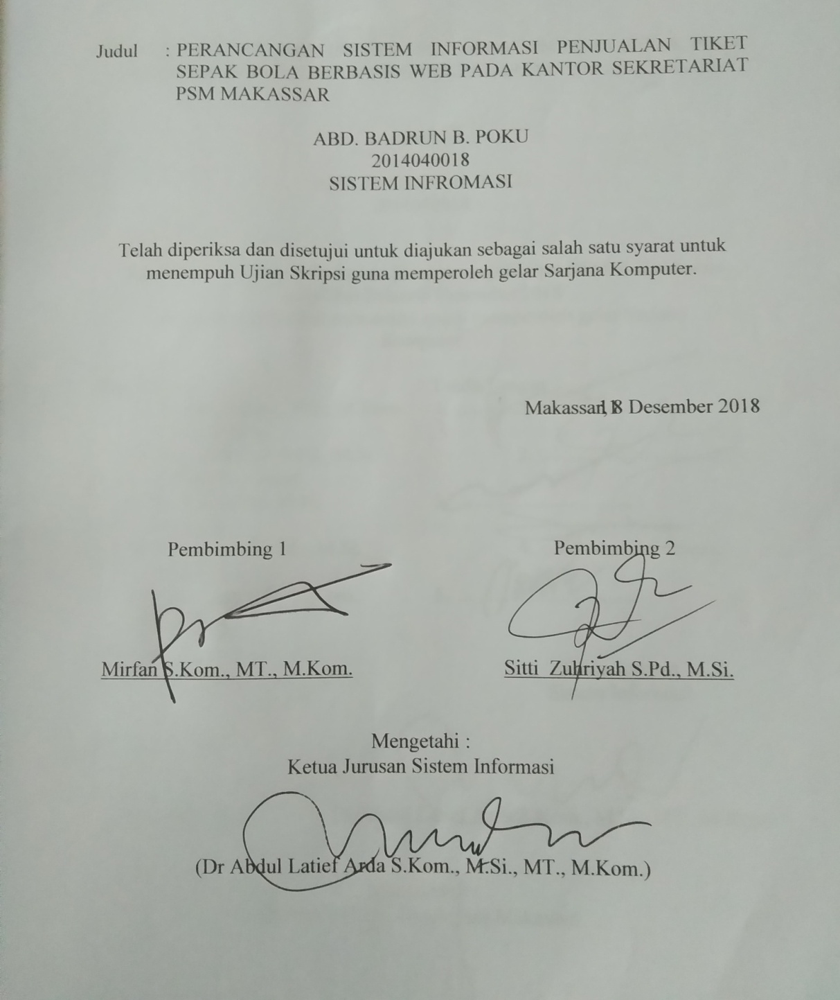 Judul : PERANCANGAN SISTEM INFORMASI PENJUALAN TIKET
SEPAK BOLA BERBASIS WEB PADA KANTOR SEKRETARIAT
PSM MAKASSAR
ABD. BADRUN B. POKU
2014040018
SISTEM INFROMASI
Telah diperiksa dan disetujui untuk diajukan sebagai salah satu syarat untuk
menempuh Ujian Skripsi guna memperoleh gelar Sarjana Komputer.
Desember 2018
Pembimbing 1 Pembimbing 2
Mirfan S.Kom., MT., M.Kom. Sitti Zuhriyah S.Pd., M.Si.
Mengetahi :
Ketua Jurusan Sistem Informasi
(Dr Abdul Latief Arda S.Kom., M.Si., MT., M.Kom.)